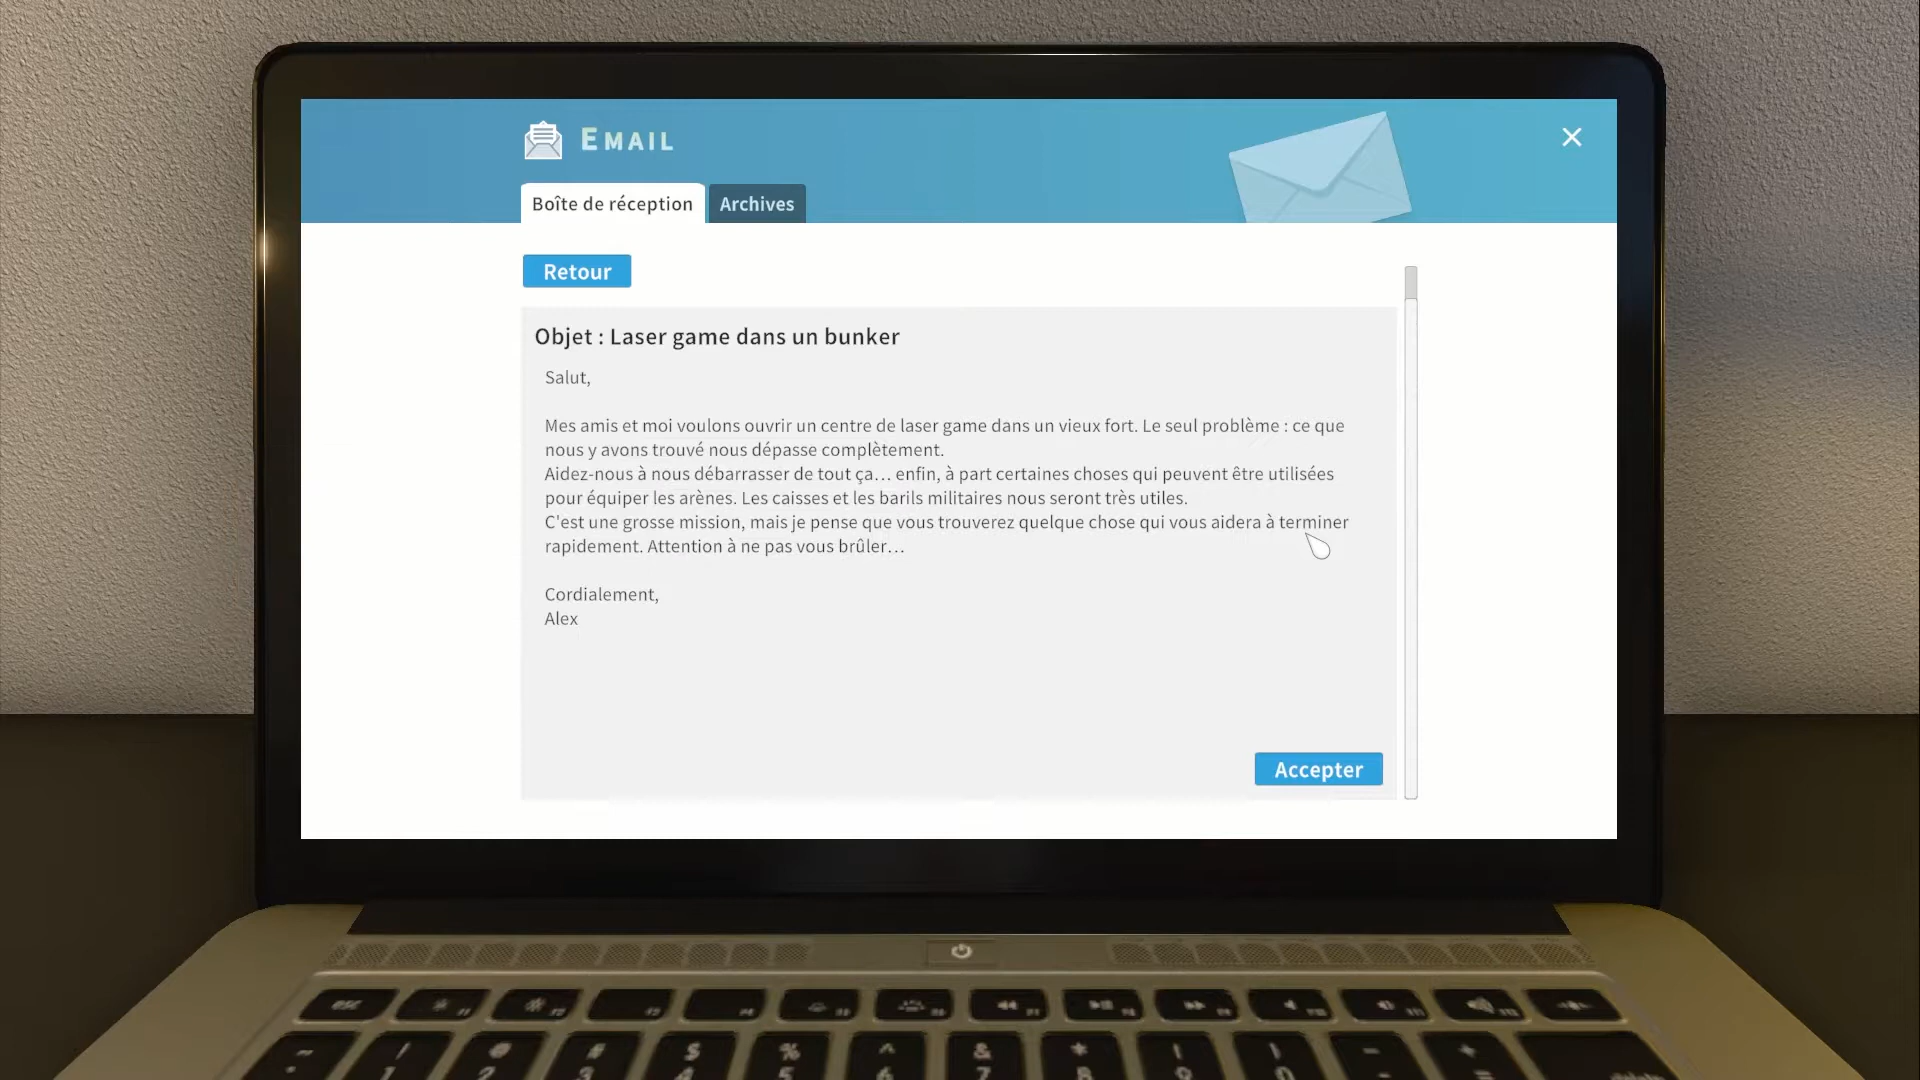 EMAIL
Boîte de réception
Archives
Retour
Objet : Laser game dans un bunker
Salut,
Mes amis et moi voulons ouvrir un centre de laser game dans un vieux fort. Le seul problème : ce que
nous y avons trouvé nous dépasse complètement.
Aidez-nous à nous débarrasser de tout ça… enfin, à part certaines choses qui peuvent être utilisées
pour équiper les arènes. Les caisses et les barils militaires nous seront très utiles.
C'est une grosse mission, mais je pense que vous trouverez quelque chose qui vous aidera à terminer
rapidement. Attention à ne pas vous brûler…
Cordialement,
Alex
Accepter
esc